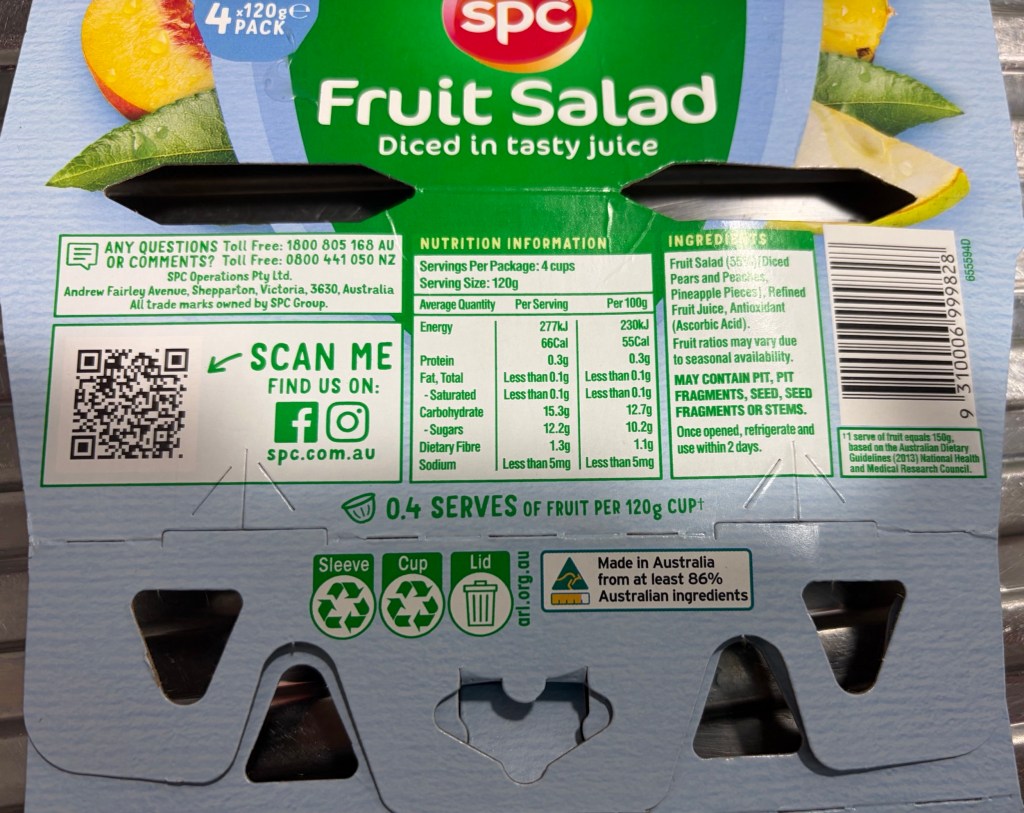 4 x120g e
PACK
spc
Fruit Salad
Diced in tasty juice
ANY QUESTIONS Toll Free: 1800 805 168 AU
OR COMMENTS? Toll Free: 0800 441 050 NZ
SPC Operations Pty Ltd.
Andrew Fairley Avenue, Shepparton, Victoria, 3630, Australia
All trade marks owned by SPC Group.
SCAN ME
FIND US ON:
spc.com.au
NUTRITION INFORMATION
Servings Per Package: 4 cups
Serving Size: 120g
Average Quantity Per Serving Per 100g
Energy 277kJ 230kJ
66Cal 55Cal
Protein 0.3g 0.3g
Fat, Total Less than 0.1g Less than 0.1g
- Saturated Less than 0.1g Less than 0.1g
Carbohydrate 15.3g 12.7g
- Sugars 12.2g 10.2g
Dietary Fibre 1.3g 1.1g
Sodium Less than 5mg Less than 5mg
INGREDIENTS
Fruit Salad (55%) (Diced
Pears and Peaches,
Pineapple Pieces), Refined
Fruit Juice, Antioxidant
(Ascorbic Acid).
Fruit ratios may vary due
to seasonal availability.
MAY CONTAIN PIT, PIT
FRAGMENTS, SEED, SEED
FRAGMENTS OR STEMS.
Once opened, refrigerate and
use within 2 days.
9 310006 999828
655594D
†1 serve of fruit equals 150g,
based on the Australian Dietary
Guidelines (2013) National Health
and Medical Research Council.
0.4 SERVES OF FRUIT PER 120g CUP†
Sleeve Cup Lid
arl.org.au
Made in Australia
from at least 86%
Australian ingredients